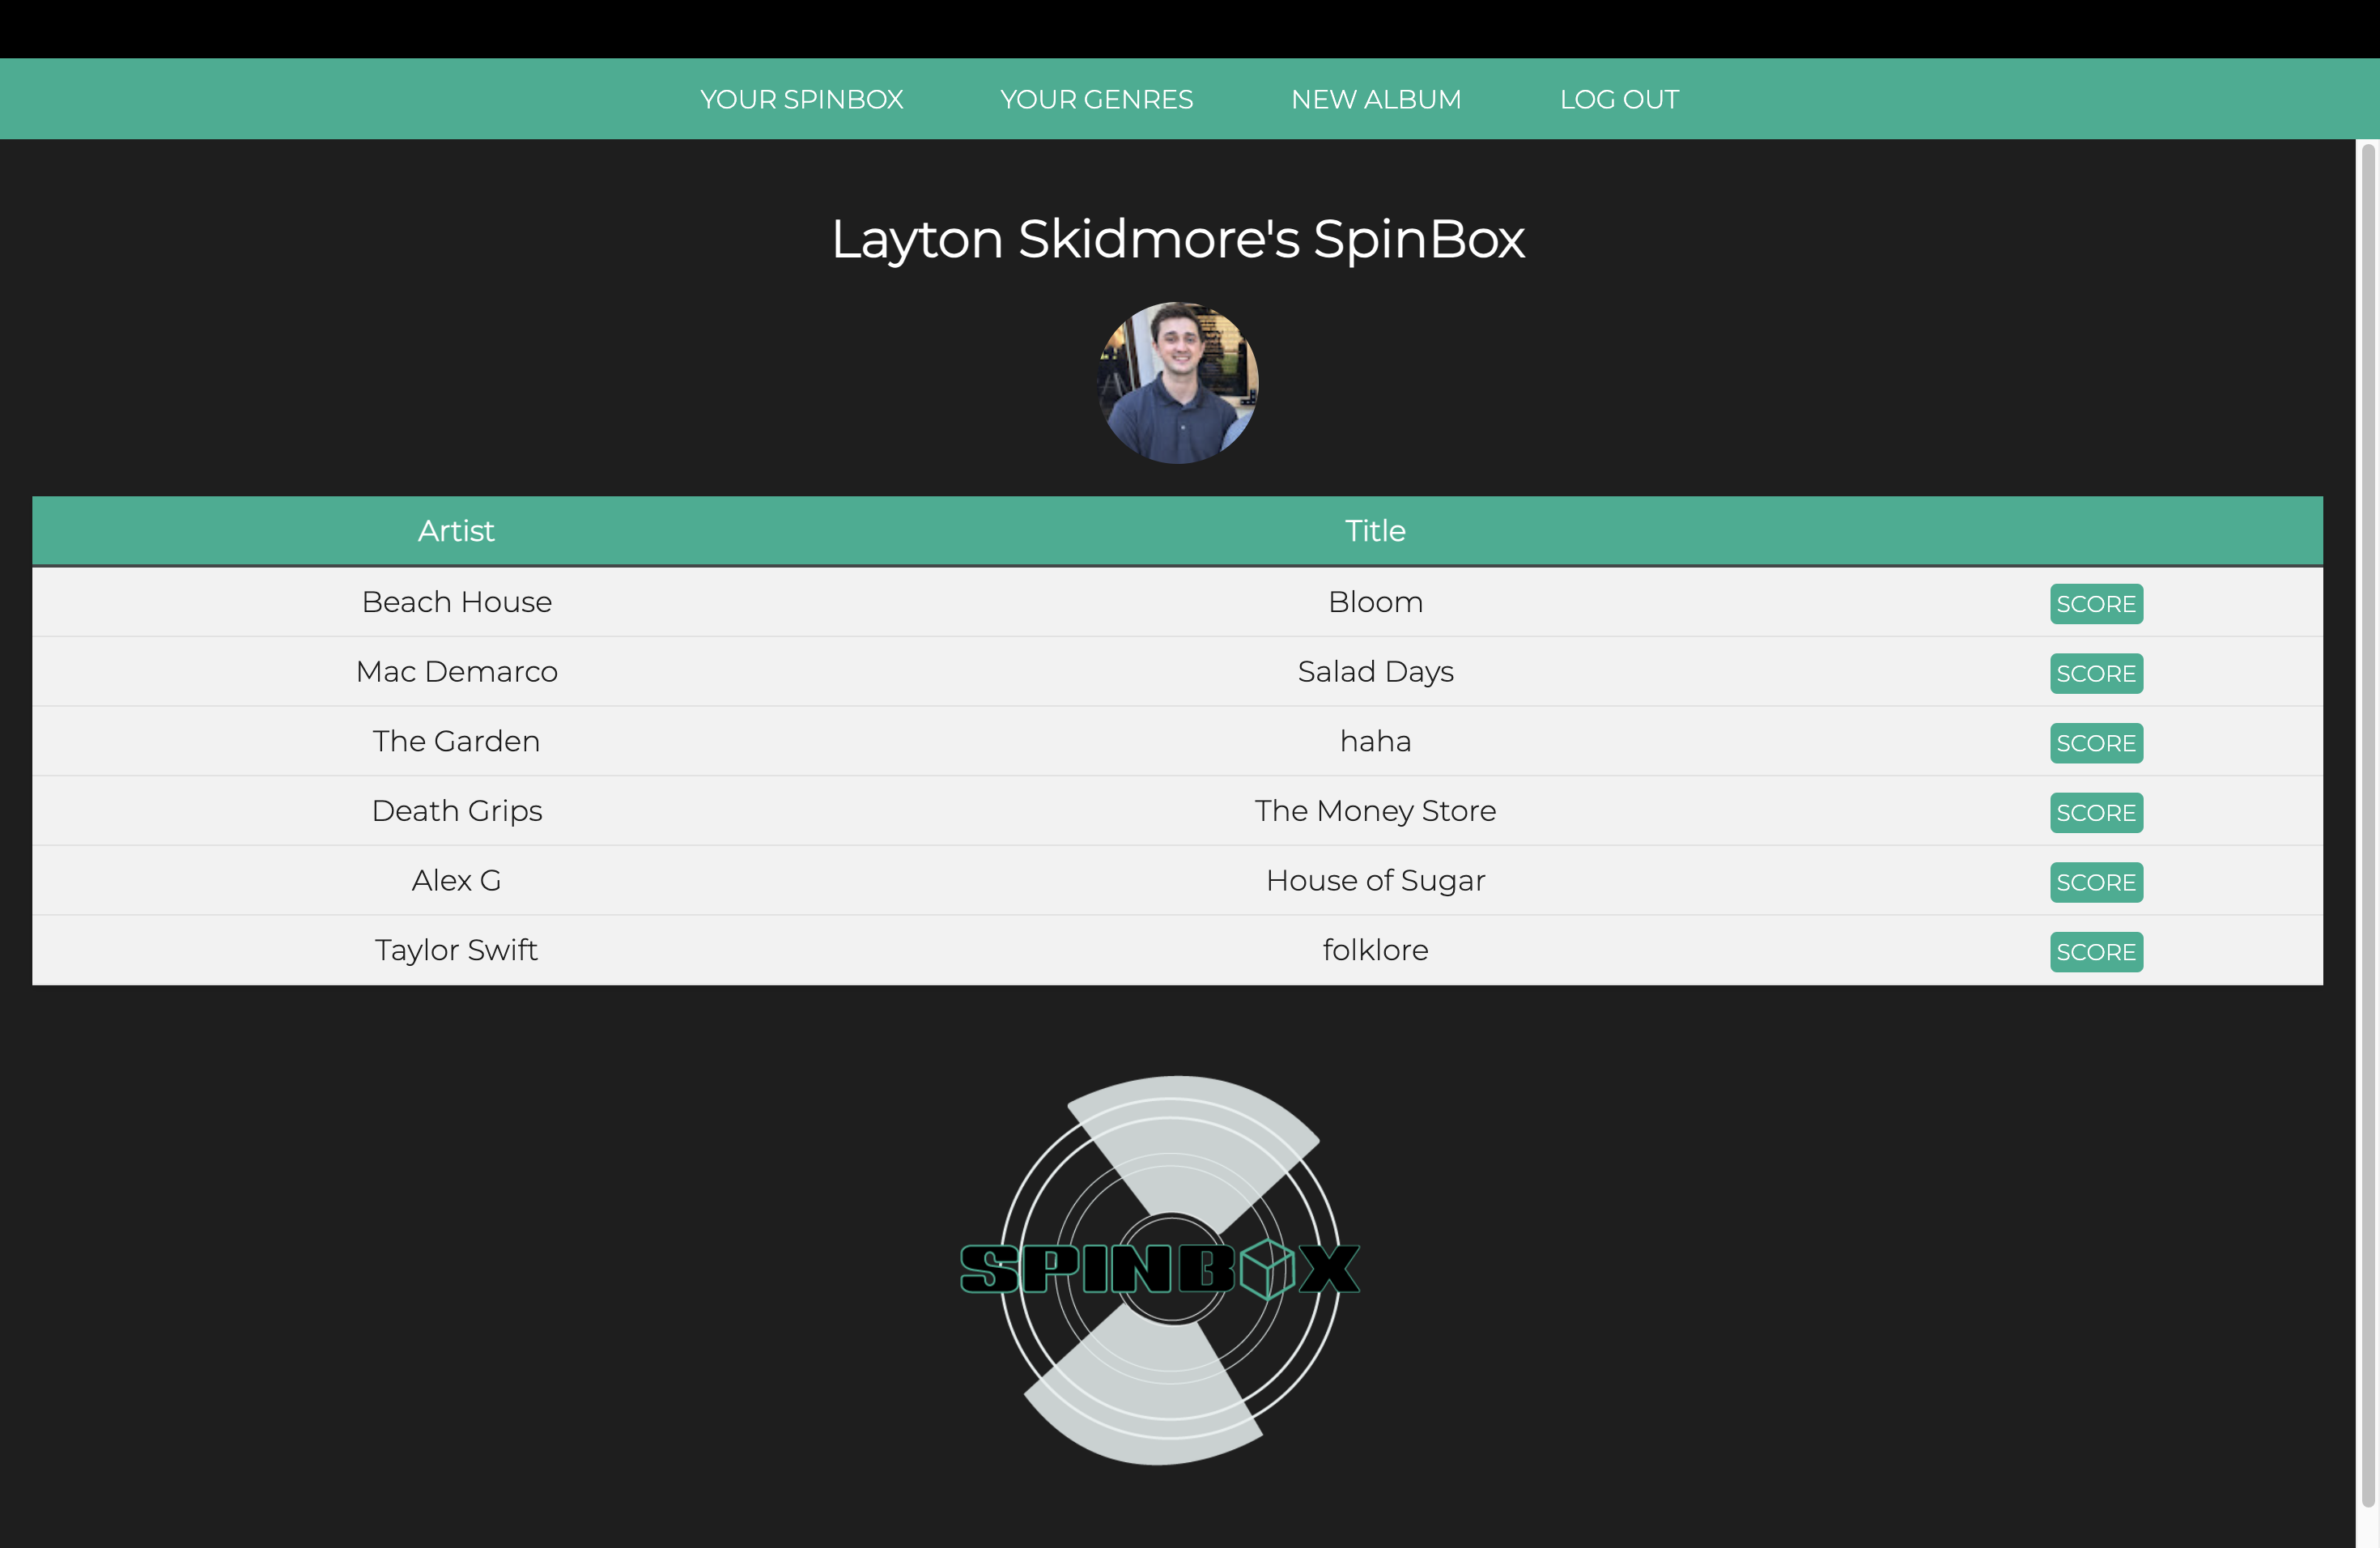 YOUR SPINBOX YOUR GENRES NEW ALBUM LOG OUT
Layton Skidmore's SpinBox
Artist Title
Beach House Bloom SCORE
Mac Demarco Salad Days SCORE
The Garden haha SCORE
Death Grips The Money Store SCORE
Alex G House of Sugar SCORE
Taylor Swift folklore SCORE
SPINBOX